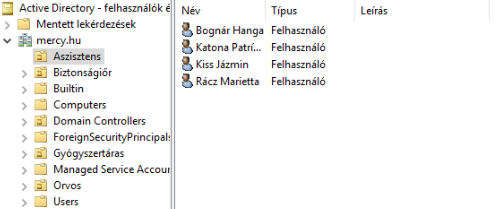 Active Directory - felhasználók é
Mentett lekérdezések
mercy.hu
Aszisztens
Biztonságiőr
Builtin
Computers
Domain Controllers
ForeignSecurityPrincipals
Gyógyszertáras
Managed Service Accour
Orvos
Users
Név Típus Leírás
Bognár Hanga Felhasználó
Katona Patrí... Felhasználó
Kiss Jázmin Felhasználó
Rácz Marietta Felhasználó